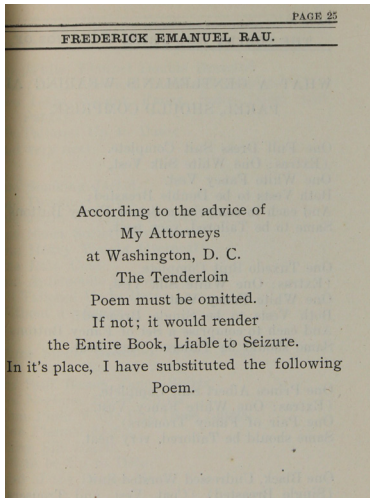 PAGE 25
FREDERICK EMANUEL RAU.
According to the advice of
My Attorneys
at Washington, D. C.
The Tenderloin
Poem must be omitted.
If not; it would render
the Entire Book, Liable to Seizure.
In it's place, I have substituted the following
Poem.